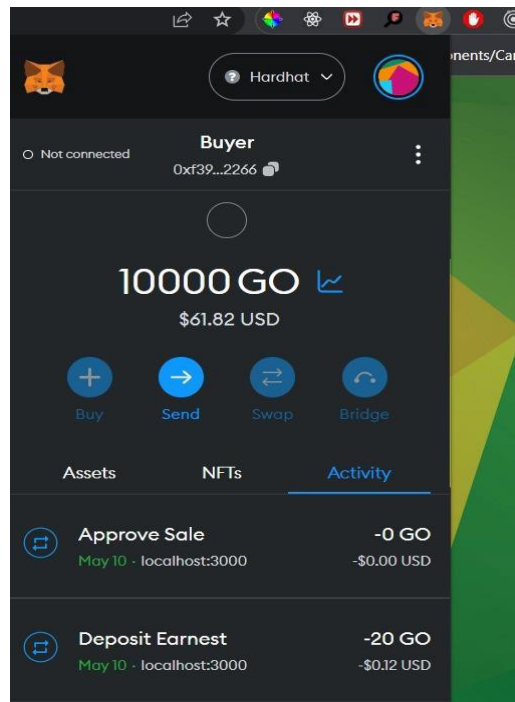 nents/Car
Hardhat
Not connected
Buyer
0xf39...2266
10000 GO
$61.82 USD
Buy
Send
Swap
Bridge
Assets
NFTs
Activity
Approve Sale
-0 GO
May 10 · localhost:3000
-$0.00 USD
Deposit Earnest
-20 GO
May 10 · localhost:3000
-$0.12 USD